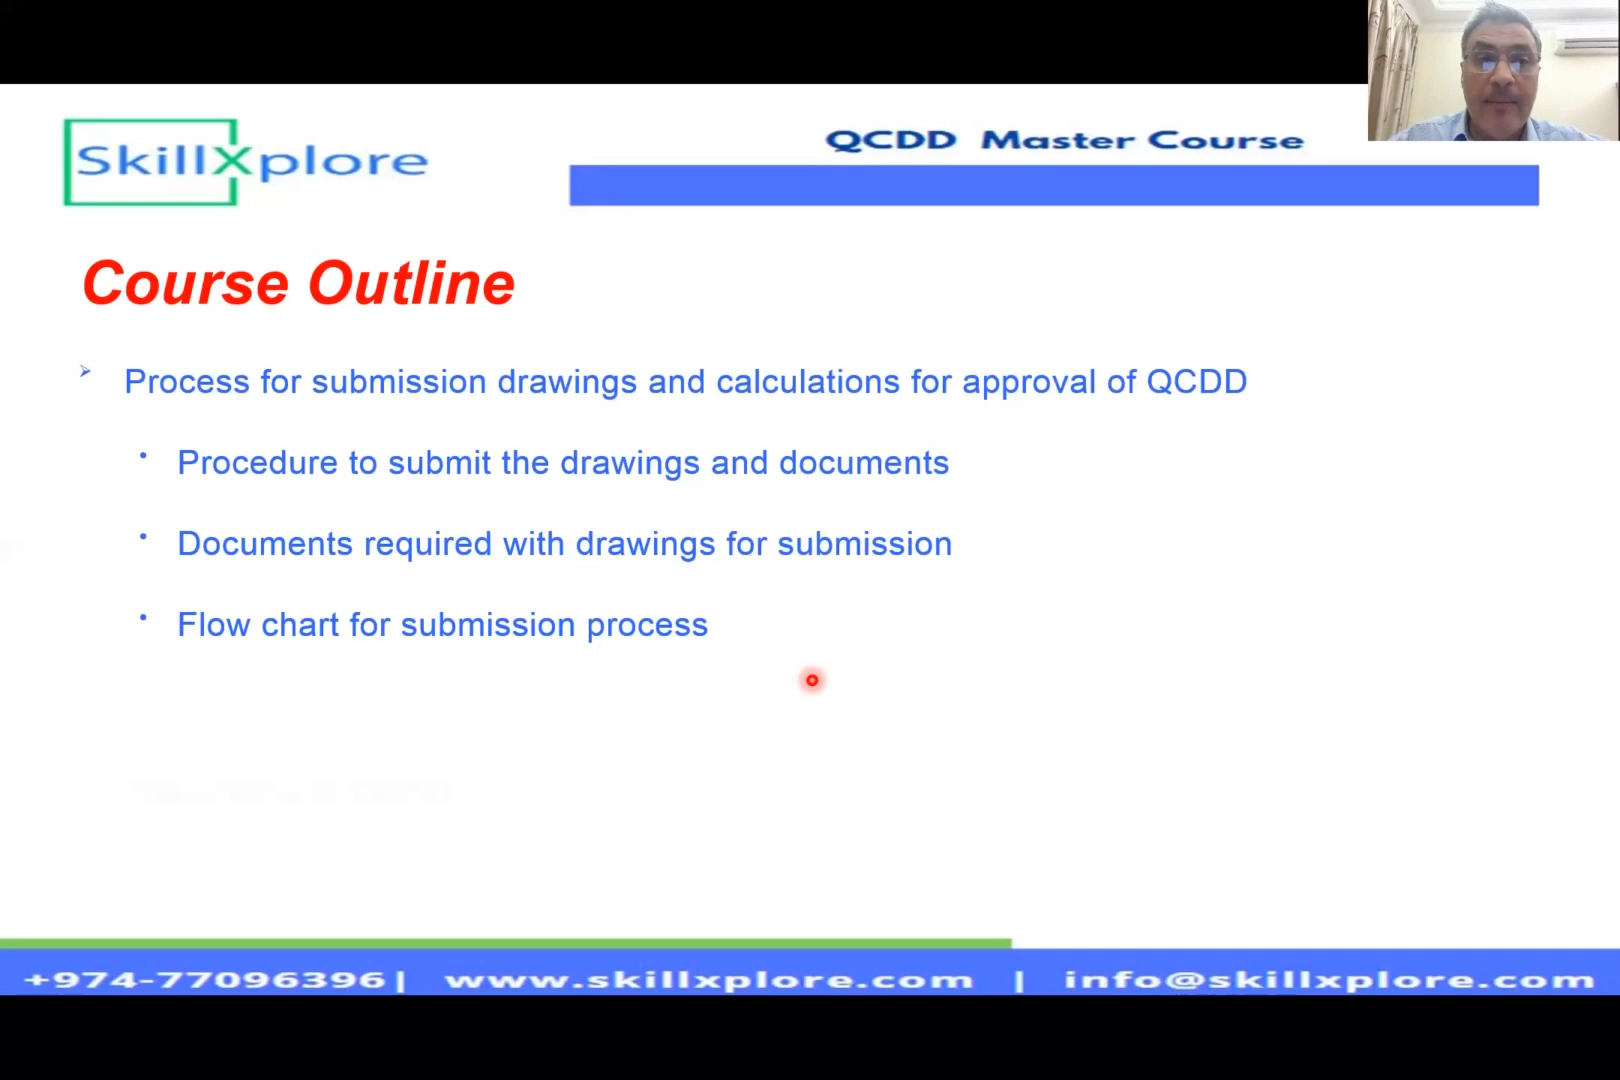 SkillXplore
QCDD Master Course
Course Outline
Process for submission drawings and calculations for approval of QCDD
Procedure to submit the drawings and documents
Documents required with drawings for submission
Flow chart for submission process
+974-77096396| www.skillxplore.com | info@skillxplore.com